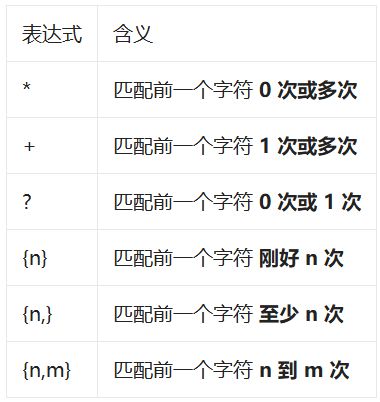 表达式 含义
* 匹配前一个字符 0 次或多次
+ 匹配前一个字符 1 次或多次
? 匹配前一个字符 0 次或 1 次
{n} 匹配前一个字符 刚好 n 次
{n,} 匹配前一个字符 至少 n 次
{n,m} 匹配前一个字符 n 到 m 次